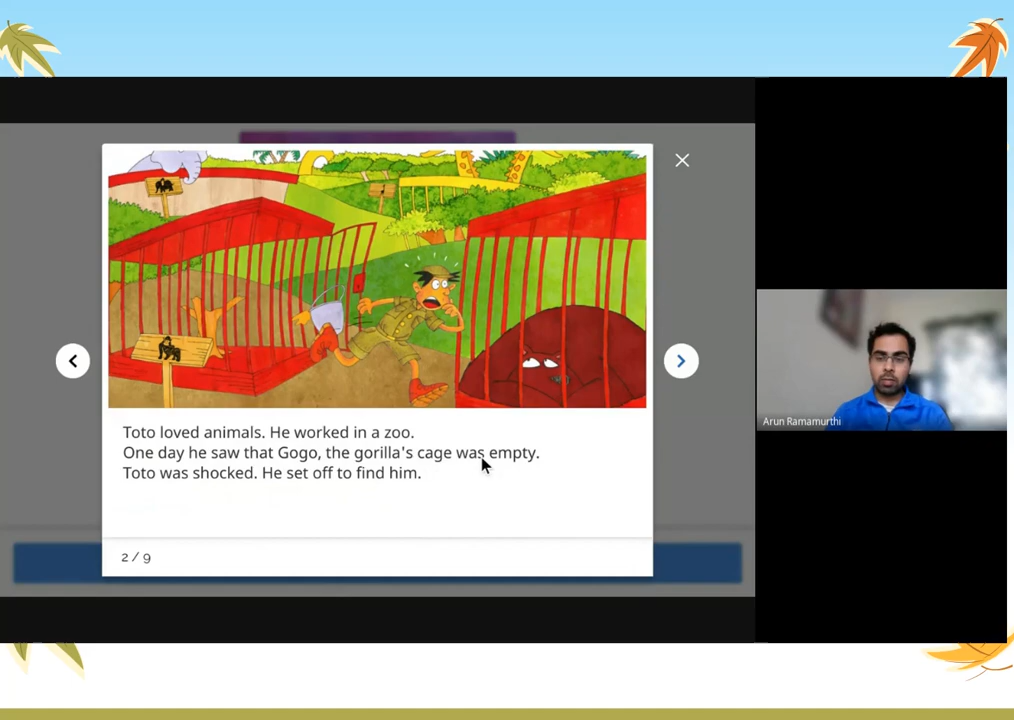 Toto loved animals. He worked in a zoo.
One day he saw that Gogo, the gorilla's cage was empty.
Toto was shocked. He set off to find him.
2 / 9
Arun Ramamurthi